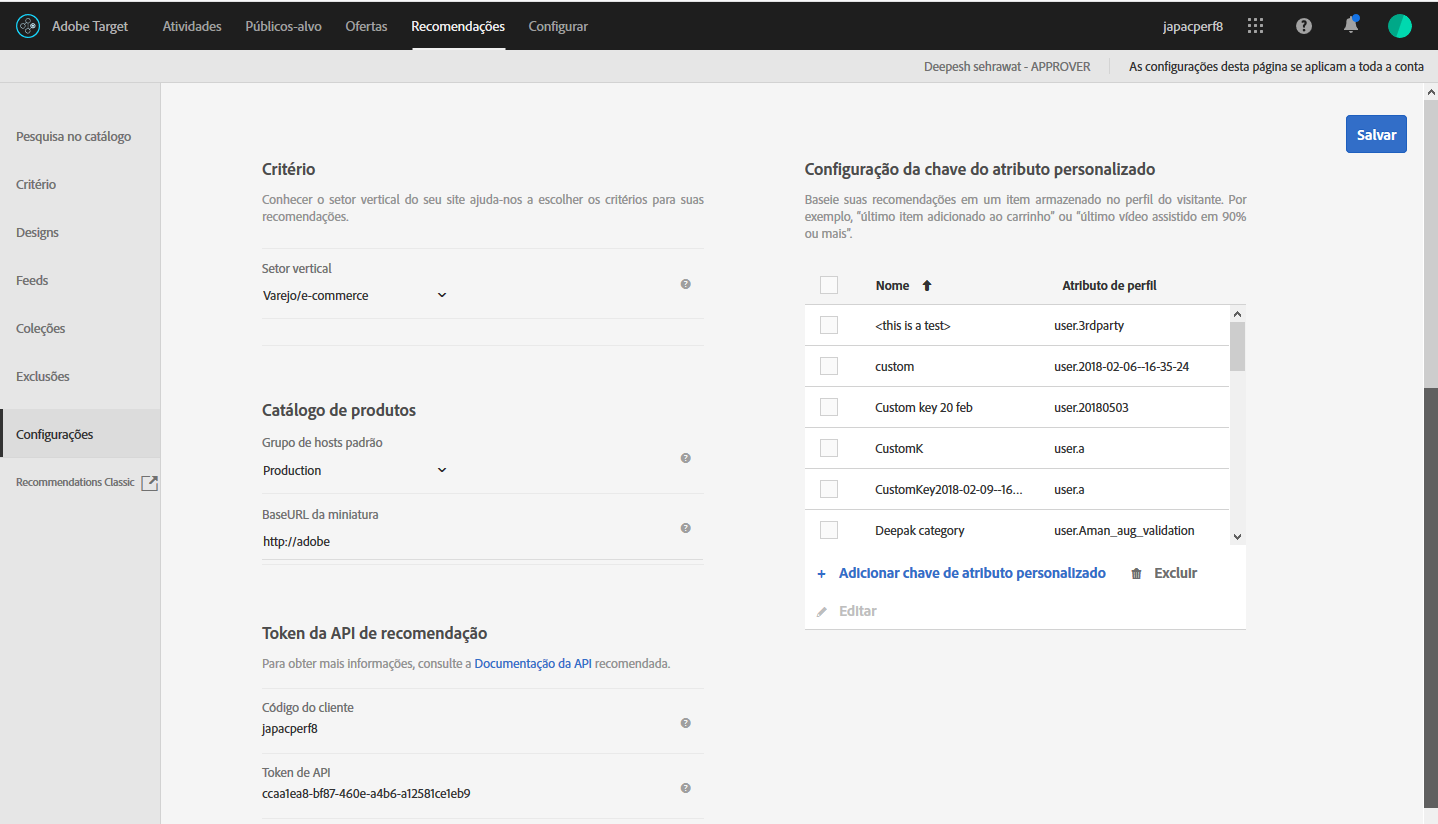 Adobe Target
Atividades
Públicos-alvo
Ofertas
Recomendações
Configurar
japacperf8
Deepesh sehrawat - APPROVER
As configurações desta página se aplicam a toda a conta
Pesquisa no catálogo
Critério
Designs
Feeds
Coleções
Exclusões
Configurações
Recommendations Classic
Salvar
Critério
Conhecer o setor vertical do seu site ajuda-nos a escolher os critérios para suas
recomendações.
Setor vertical
Varejo/e-commerce
Catálogo de produtos
Grupo de hosts padrão
Production
BaseURL da miniatura
http://adobe
Token da API de recomendação
Para obter mais informações, consulte a Documentação da API recomendada.
Código do cliente
japacperf8
Token de API
ccaa1ea8-bf87-460e-a4b6-a12581ce1eb9
Configuração da chave do atributo personalizado
Baseie suas recomendações em um item armazenado no perfil do visitante. Por
exemplo, "último item adicionado ao carrinho" ou "último vídeo assistido em 90%
ou mais".
Nome
Atributo de perfil
<this is a test>
user.3rdparty
custom
user.2018-02-06--16-35-24
Custom key 20 feb
user.20180503
CustomK
user.a
CustomKey2018-02-09--16...
user.a
Deepak category
user.Aman_aug_validation
+ Adicionar chave de atributo personalizado
Excluir
Editar